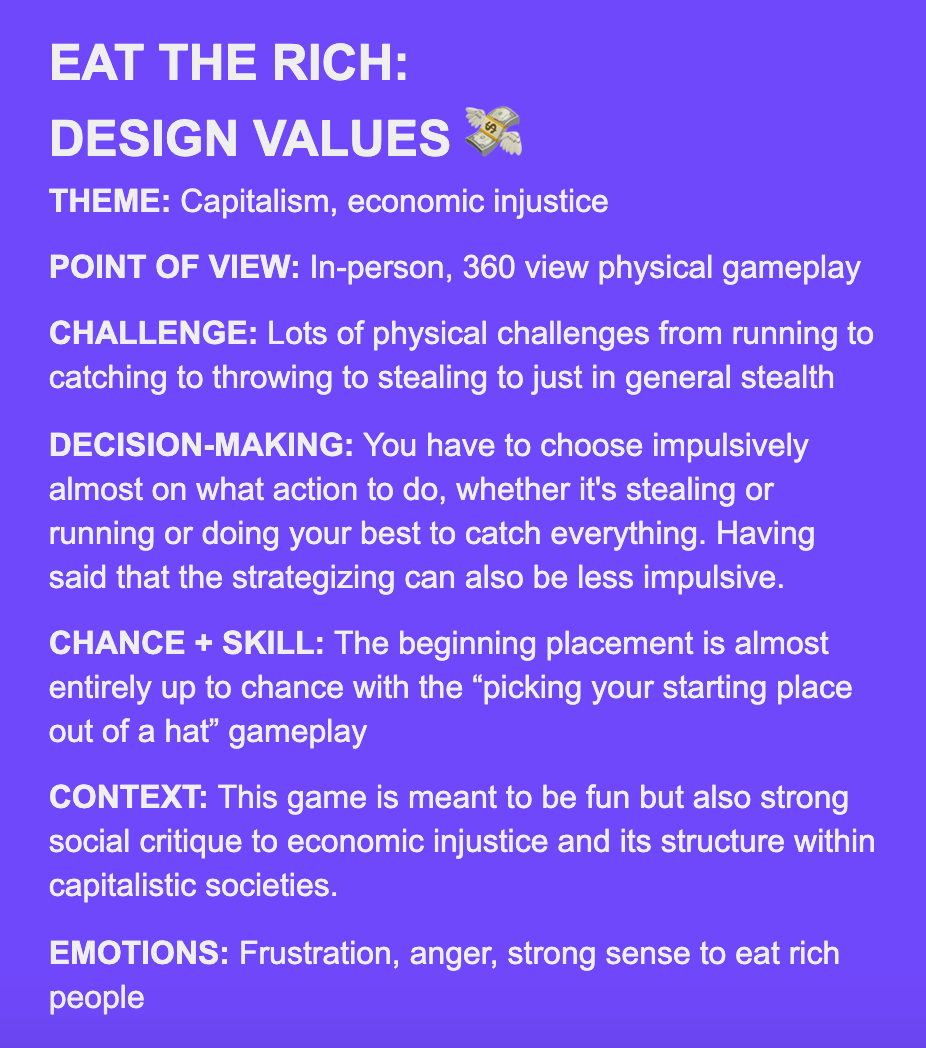 EAT THE RICH:
DESIGN VALUES 💸
THEME: Capitalism, economic injustice
POINT OF VIEW: In-person, 360 view physical gameplay
CHALLENGE: Lots of physical challenges from running to
catching to throwing to stealing to just in general stealth
DECISION-MAKING: You have to choose impulsively
almost on what action to do, whether it's stealing or
running or doing your best to catch everything. Having
said that the strategizing can also be less impulsive.
CHANCE + SKILL: The beginning placement is almost
entirely up to chance with the “picking your starting place
out of a hat” gameplay
CONTEXT: This game is meant to be fun but also strong
social critique to economic injustice and its structure within
capitalistic societies.
EMOTIONS: Frustration, anger, strong sense to eat rich
people